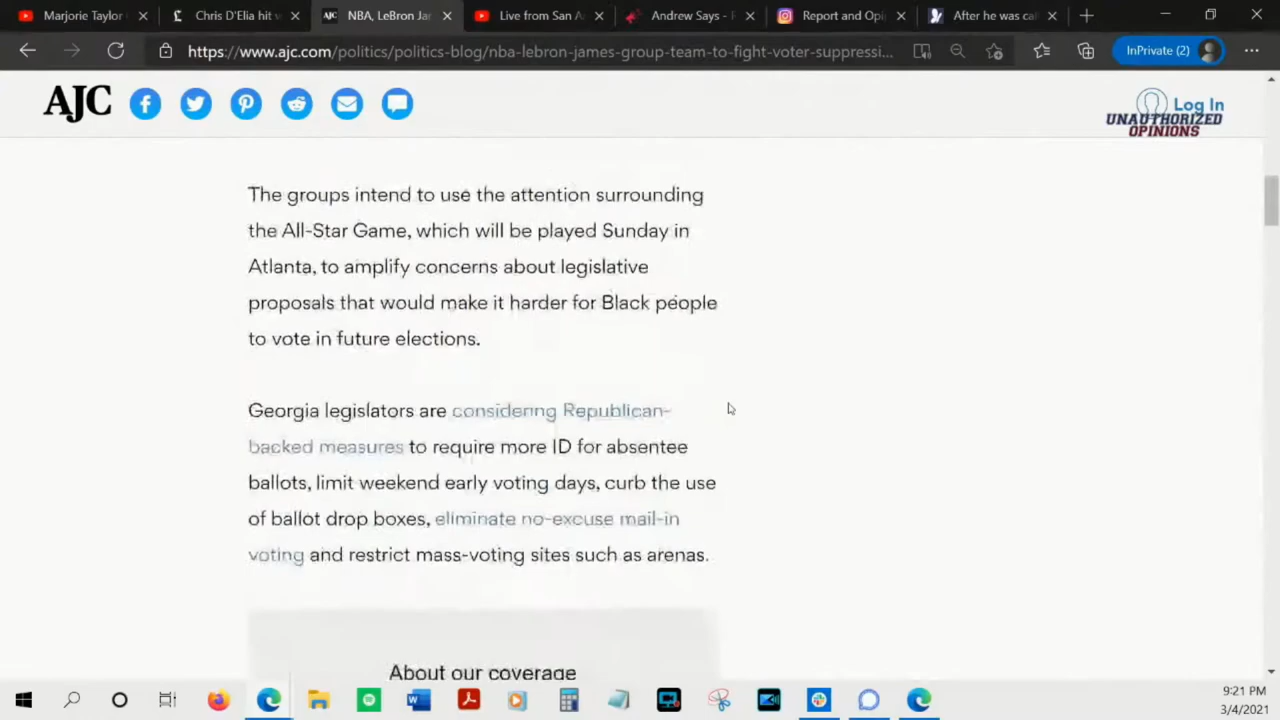 Marjorie Taylor
Chris D'Elia hit w
NBA, LeBron Jar
Live from San A
Andrew Says - F
Report and Opi
After he was cal
https://www.ajc.com/politics/politics-blog/nba-lebron-james-group-team-to-fight-voter-suppressi...
InPrivate (2)
AJC
Log In
UNAUTHORIZED
OPINIONS
The groups intend to use the attention surrounding
the All-Star Game, which will be played Sunday in
Atlanta, to amplify concerns about legislative
proposals that would make it harder for Black people
to vote in future elections.
Georgia legislators are considering Republican-
backed measures to require more ID for absentee
ballots, limit weekend early voting days, curb the use
of ballot drop boxes, eliminate no-excuse mail-in
voting and restrict mass-voting sites such as arenas.
About our coverage
9:21 PM
3/4/2021